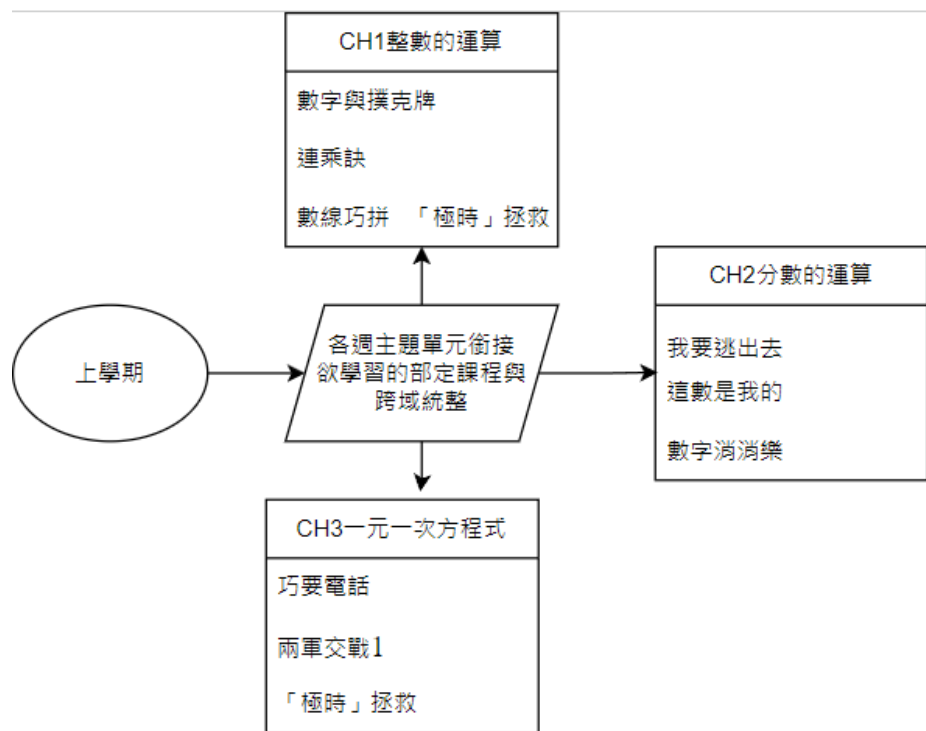 CH1整數的運算
數字與撲克牌
連乘訣
數線巧拼 「極時」拯救
上學期
各週主題單元銜接
欲學習的部定課程與
跨域統整
CH2分數的運算
我要逃出去
這數是我的
數字消消樂
CH3一元一次方程式
巧要電話
兩軍交戰1
「極時」拯救